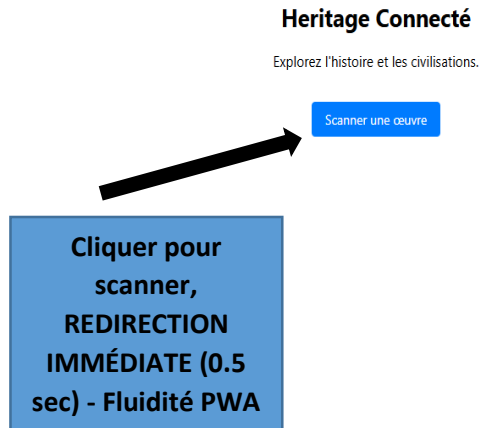 Heritage Connecté
Explorez l'histoire et les civilisations.
Scanner une œuvre
Cliquer pour
scanner,
REDIRECTION
IMMÉDIATE (0.5
sec) - Fluidité PWA